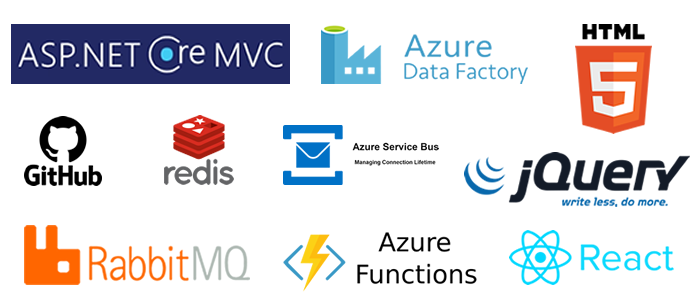 ASP.NET Core MVC
Azure
Data Factory
HTML
5
GitHub
redis
Azure Service Bus
Managing Connection Lifetime
jQuery
write less, do more.
RabbitMQ
Azure
Functions
React